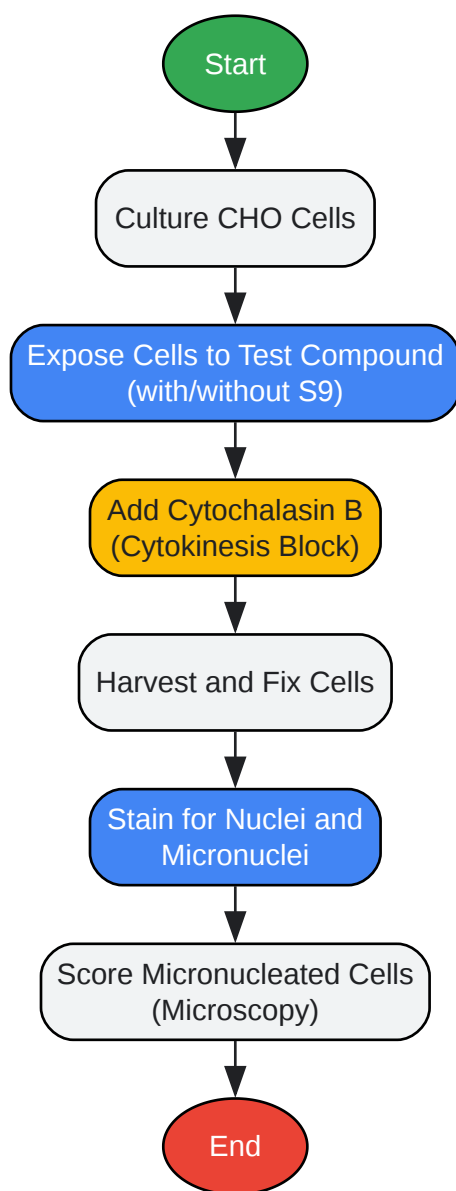 Start
Culture CHO Cells
Expose Cells to Test Compound
(with/without S9)
Add Cytochalasin B
(Cytokinesis Block)
Harvest and Fix Cells
Stain for Nuclei and
Micronuclei
Score Micronucleated Cells
(Microscopy)
End